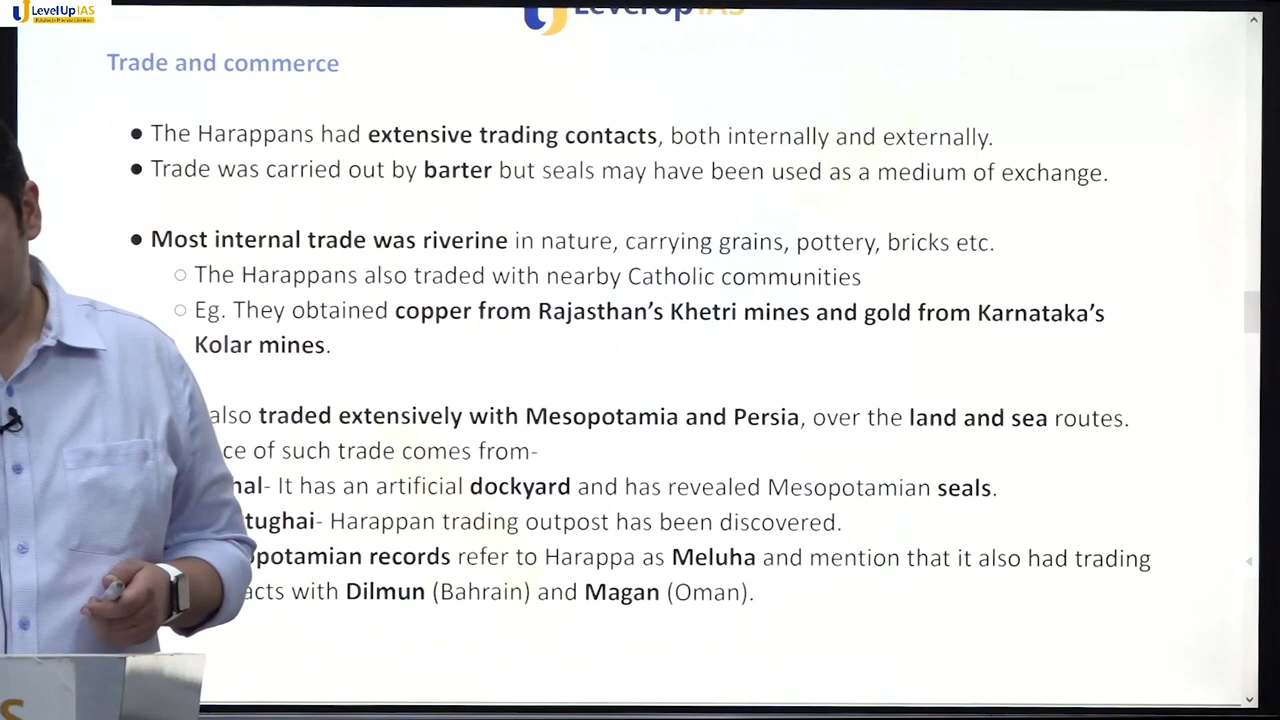 LevelUp IAS
LevelUp IAS
Trade and commerce
● The Harappans had extensive trading contacts, both internally and externally.
● Trade was carried out by barter but seals may have been used as a medium of exchange.
● Most internal trade was riverine in nature, carrying grains, pottery, bricks etc.
○ The Harappans also traded with nearby Catholic communities
○ Eg. They obtained copper from Rajasthan's Khetri mines and gold from Karnataka's
Kolar mines.
also traded extensively with Mesopotamia and Persia, over the land and sea routes.
ce of such trade comes from-
hal- It has an artificial dockyard and has revealed Mesopotamian seals.
tughai- Harappan trading outpost has been discovered.
opotamian records refer to Harappa as Meluha and mention that it also had trading
acts with Dilmun (Bahrain) and Magan (Oman).
S